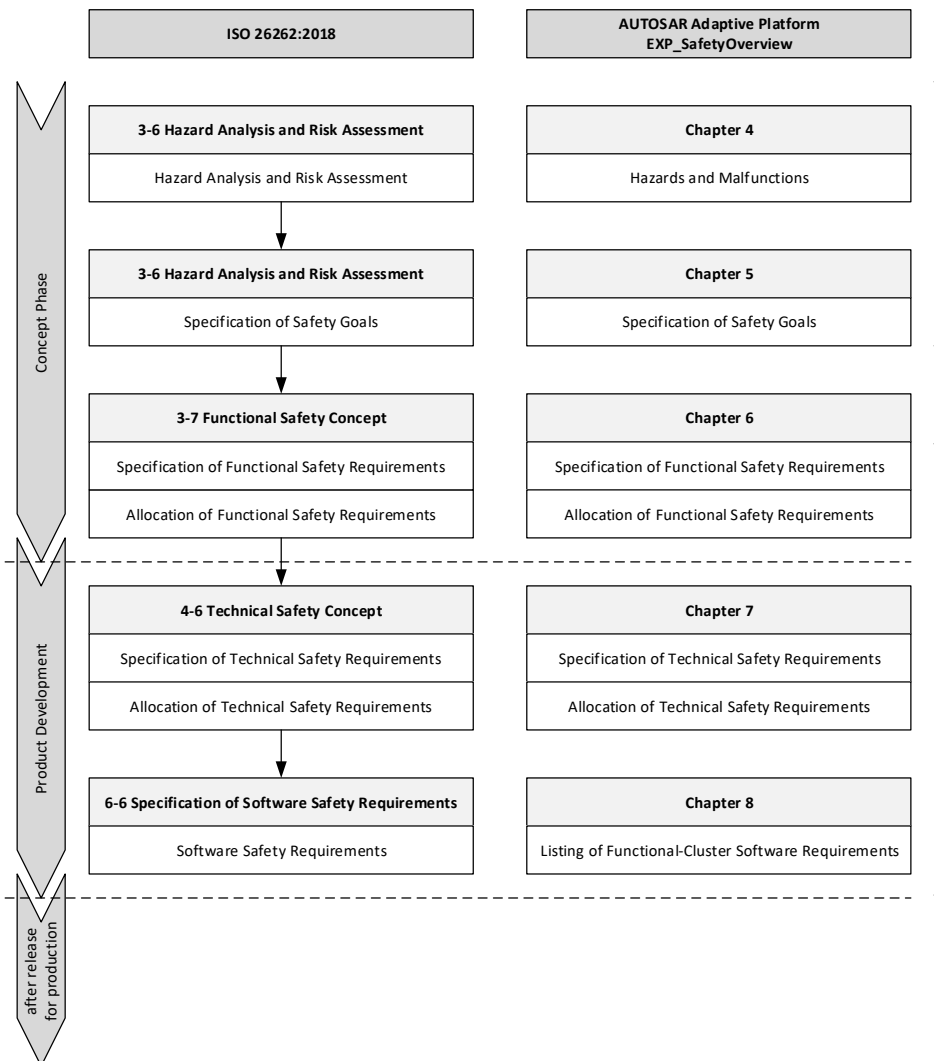 ISO 26262:2018
AUTOSAR Adaptive Platform
EXP_SafetyOverview
Concept Phase
3-6 Hazard Analysis and Risk Assessment
Hazard Analysis and Risk Assessment
Chapter 4
Hazards and Malfunctions
3-6 Hazard Analysis and Risk Assessment
Specification of Safety Goals
Chapter 5
Specification of Safety Goals
3-7 Functional Safety Concept
Specification of Functional Safety Requirements
Allocation of Functional Safety Requirements
Chapter 6
Specification of Functional Safety Requirements
Allocation of Functional Safety Requirements
Product Development
4-6 Technical Safety Concept
Specification of Technical Safety Requirements
Allocation of Technical Safety Requirements
Chapter 7
Specification of Technical Safety Requirements
Allocation of Technical Safety Requirements
6-6 Specification of Software Safety Requirements
Software Safety Requirements
Chapter 8
Listing of Functional-Cluster Software Requirements
after release
for production